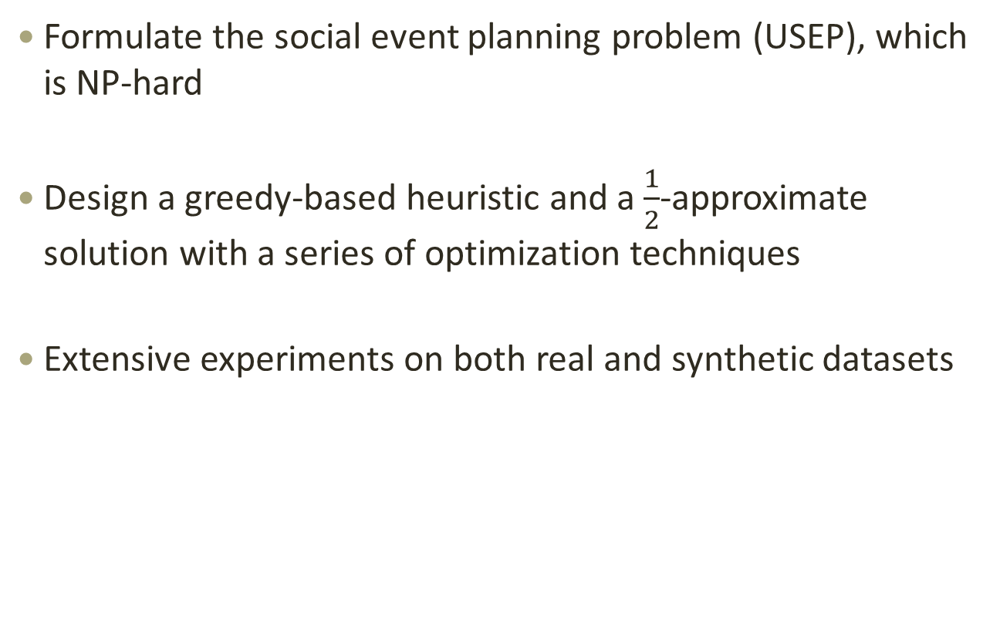 • Formulate the social event planning problem (USEP), which
is NP-hard
• Design a greedy-based heuristic and a 1/2-approximate
solution with a series of optimization techniques
• Extensive experiments on both real and synthetic datasets